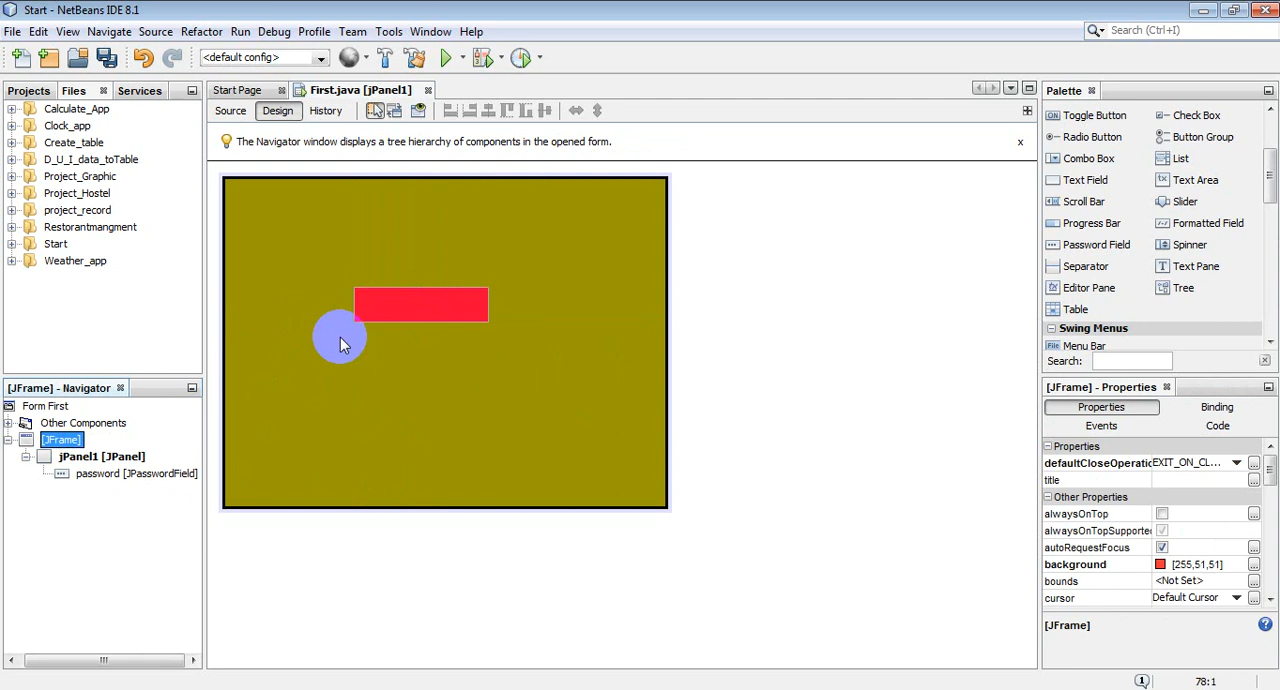 Start - NetBeans IDE 8.1
File Edit View Navigate Source Refactor Run Debug Profile Team Tools Window Help
Search (Ctrl+I)
<default config>
Projects Files Services
Start Page First.java [jPanel1]
Palette
Source Design History
The Navigator window displays a tree hierarchy of components in the opened form.
Calculate_App
Clock_app
Create_table
D_U_I_data_toTable
Project_Graphic
Project_Hostel
project_record
Restorantmangment
Start
Weather_app
ON Toggle Button Check Box
Radio Button Button Group
Combo Box List
Text Field Text Area
Scroll Bar Slider
Progress Bar Formatted Field
Password Field Spinner
Separator Text Pane
Editor Pane Tree
Table
Swing Menus
File Menu Bar
Search:
[JFrame] - Navigator
Form First
Other Components
[JFrame]
jPanel1 [JPanel]
password [JPasswordField]
[JFrame] - Properties
Properties Binding
Events Code
Properties
defaultCloseOperatic EXIT_ON_CL...
title
Other Properties
alwaysOnTop
alwaysOnTopSupporte
autoRequestFocus
background [255,51,51]
bounds <Not Set>
cursor Default Cursor
[JFrame]
78:1